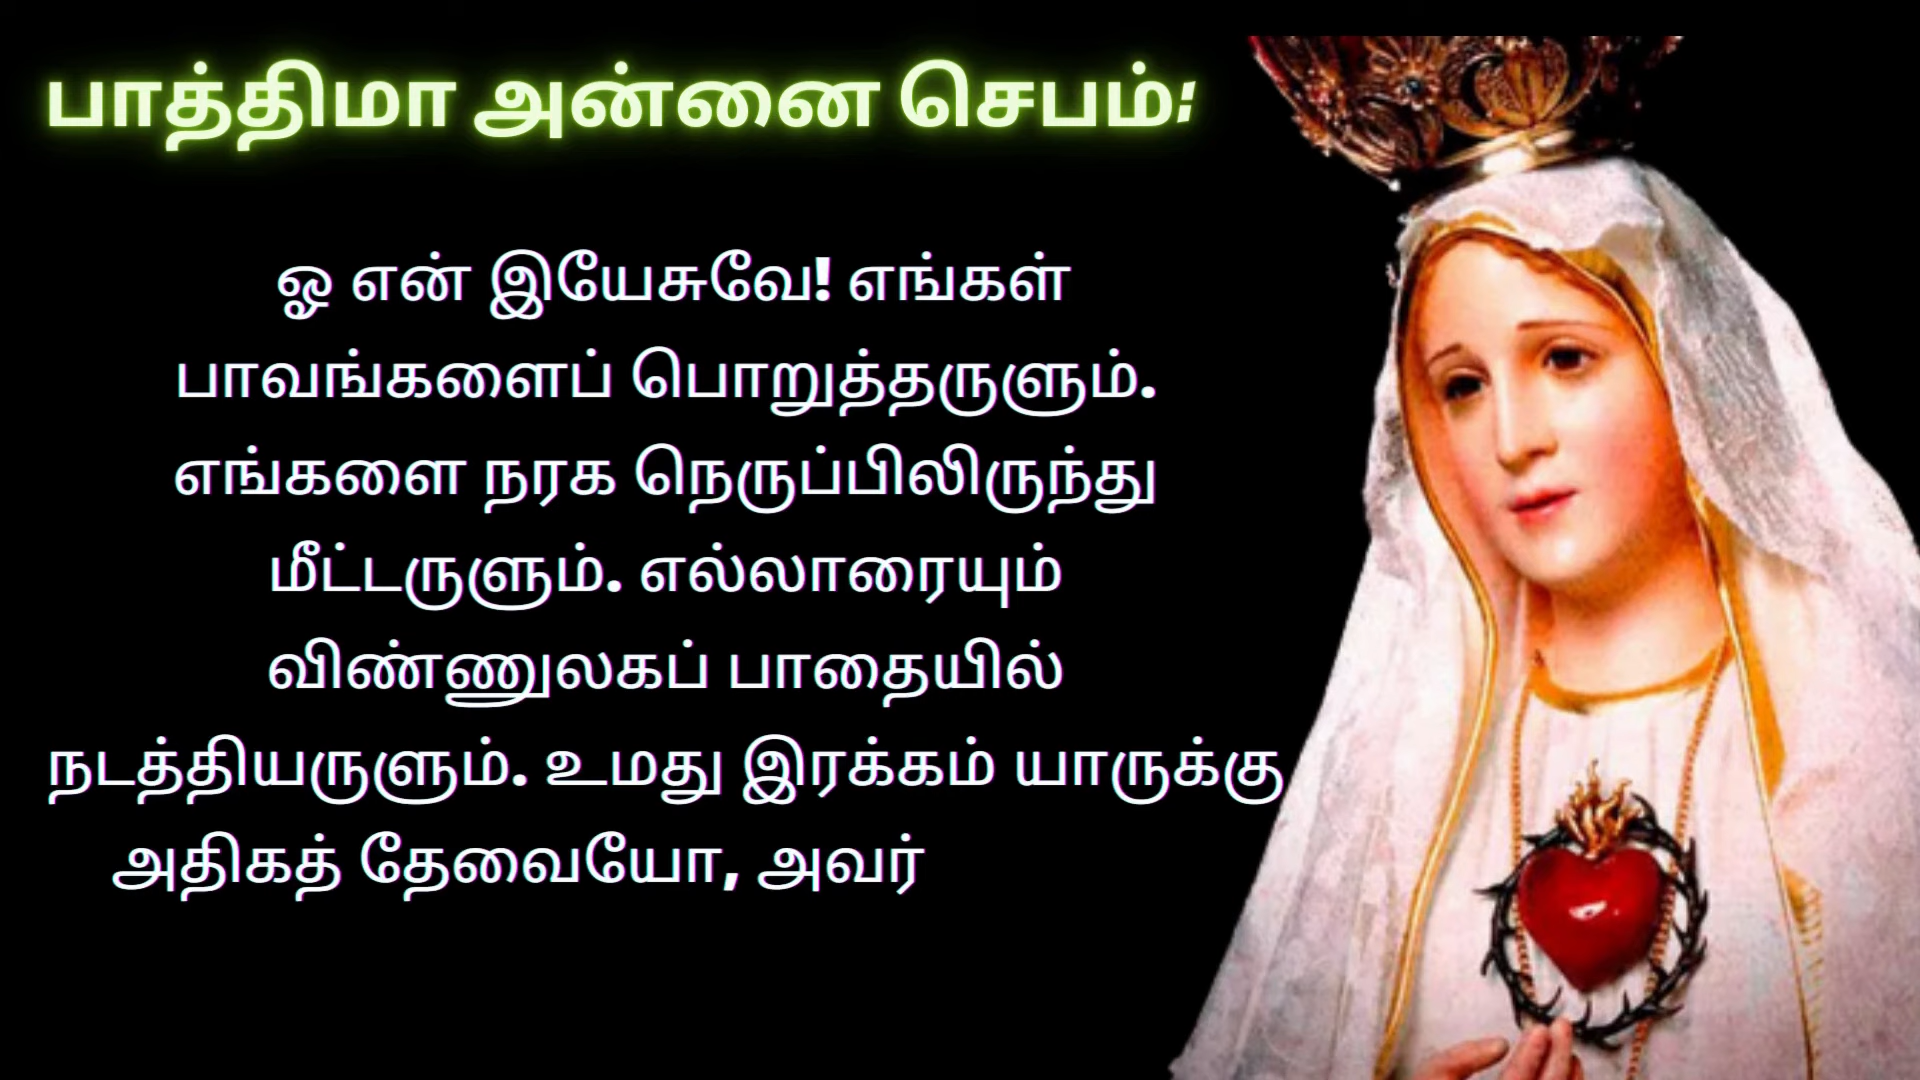 பாத்திமா அன்னை செபம்:
ஓ என் இயேசுவே! எங்கள்
பாவங்களைப் பொறுத்தருளும்.
எங்களை நரக நெருப்பிலிருந்து
மீட்டருளும். எல்லாரையும்
விண்ணுலகப் பாதையில்
நடத்தியருளும். உமது இரக்கம் யாருக்கு
அதிகத் தேவையோ, அவர்